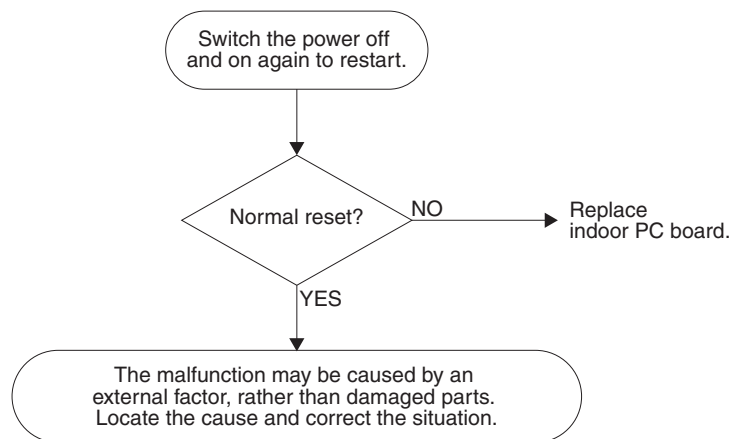 Switch the power off
and on again to restart.
Normal reset?
NO
Replace
indoor PC board.
YES
The malfunction may be caused by an
external factor, rather than damaged parts.
Locate the cause and correct the situation.